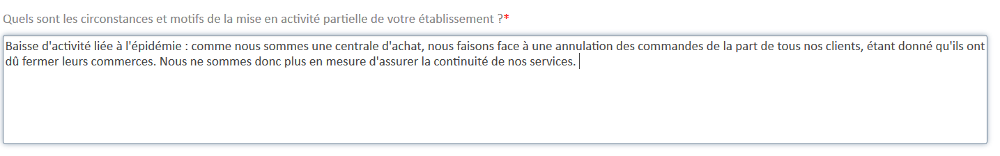 Quels sont les circonstances et motifs de la mise en activité partielle de votre établissement ?*
Baisse d'activité liée à l'épidémie : comme nous sommes une centrale d'achat, nous faisons face à une annulation des commandes de la part de tous nos clients, étant donné qu'ils ont
dû fermer leurs commerces. Nous ne sommes donc plus en mesure d'assurer la continuité de nos services.